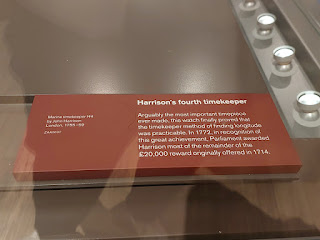 Harrison's fourth timekeeper
Marine timekeeper H4
by John Harrison
London, 1755–59
Arguably the most important timepiece
ever made, this watch finally proved that
the timekeeper method of finding longitude
was practicable. In 1773, in recognition of
this great achievement, Parliament awarded
Harrison most of the remainder of the
£20,000 reward originally offered in 1714.